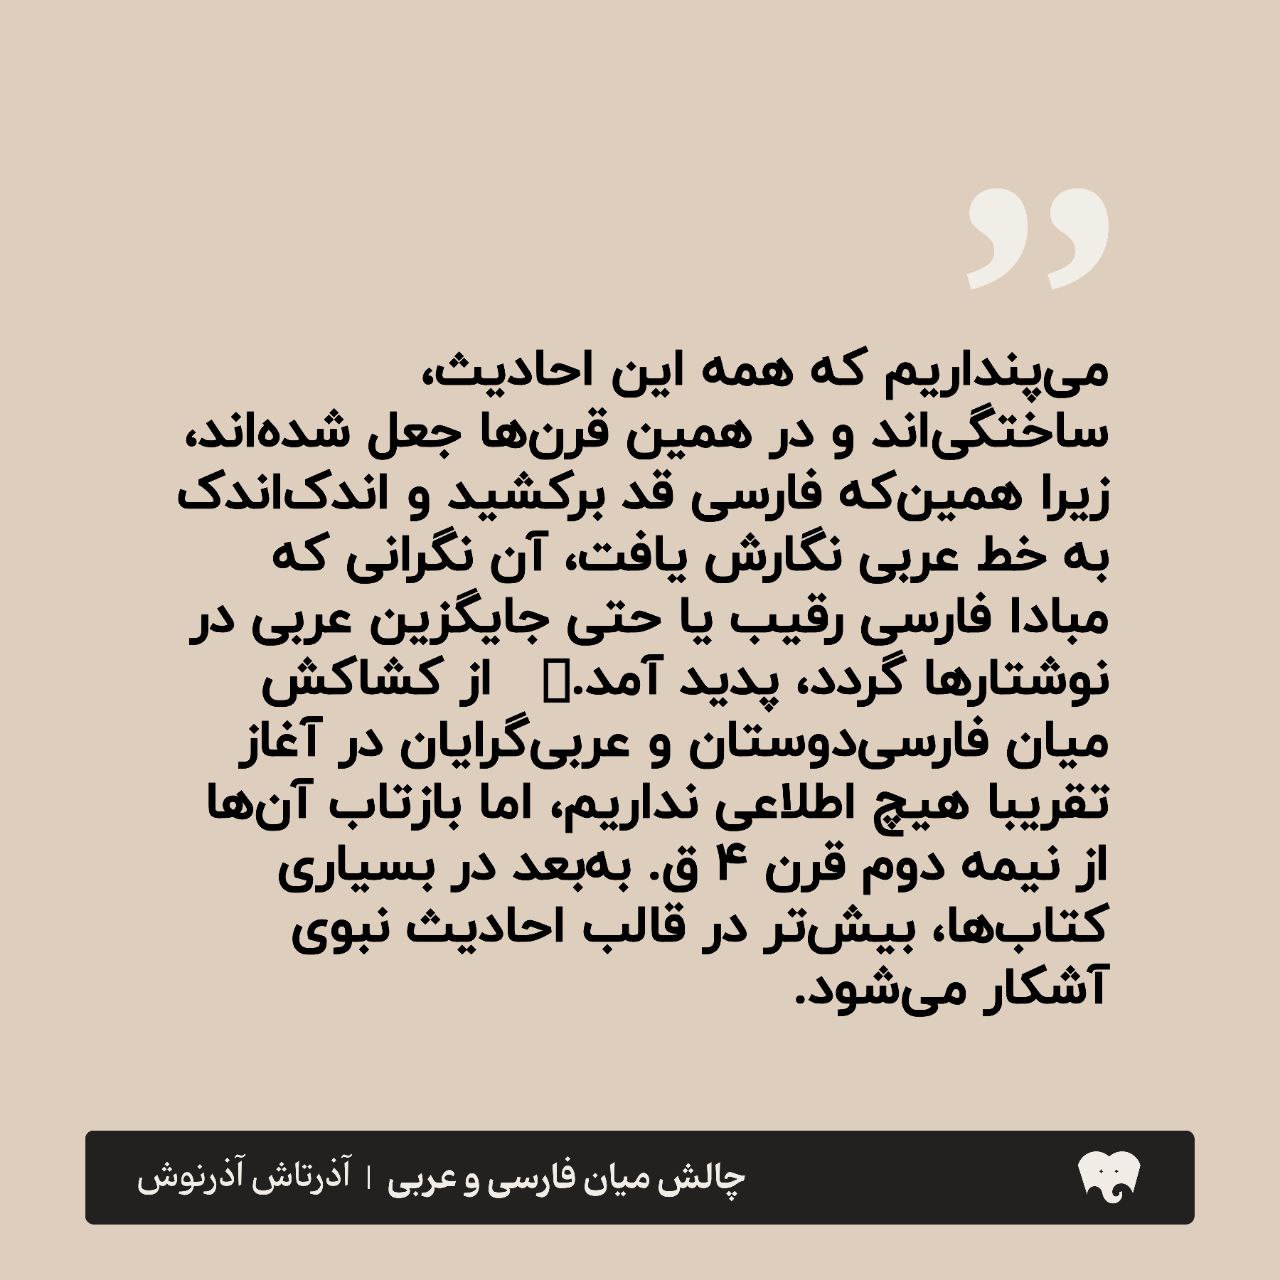 ”
می‌پنداریم که همه این احادیث،
ساختگی‌اند و در همین قرن‌ها جعل شده‌اند،
زیرا همین‌که فارسی قد برکشید و اندک‌اندک
به خط عربی نگارش یافت، آن نگرانی که
مبادا فارسی رقیب یا حتی جایگزین عربی در
نوشتارها گردد، پدید آمد.▯ از کشاکش
میان فارسی‌دوستان و عربی‌گرایان در آغاز
تقریبا هیچ اطلاعی نداریم، اما بازتاب آن‌ها
از نیمه دوم قرن ۴ ق. به‌بعد در بسیاری
کتاب‌ها، بیش‌تر در قالب احادیث نبوی
آشکار می‌شود.
چالش میان فارسی و عربی | آذرتاش آذرنوش